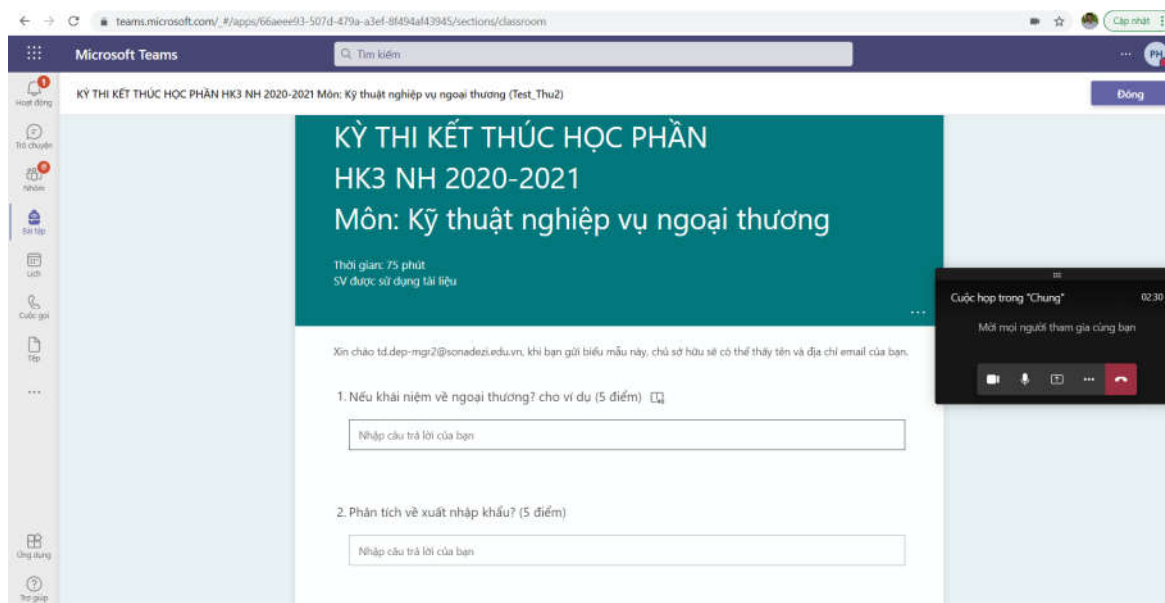 teams.microsoft.com/_#/apps/66aeee93-507d-479a-a3ef-8f494af43945/sections/classroom
Cập nhật
Microsoft Teams
Tìm kiếm
PH
Hoạt động
KỲ THI KẾT THÚC HỌC PHẦN HK3 NH 2020-2021 Môn: Kỹ thuật nghiệp vụ ngoại thương (Test_Thu2)
Đóng
Trò chuyện
Nhóm
Bài tập
Lịch
Cuộc gọi
Tệp
KỲ THI KẾT THÚC HỌC PHẦN
HK3 NH 2020-2021
Môn: Kỹ thuật nghiệp vụ ngoại thương
Thời gian: 75 phút
SV được sử dụng tài liệu
Cuộc họp trong "Chung" 02:30
Mời mọi người tham gia cùng bạn
Xin chào td.dep-mgr2@sonadezi.edu.vn, khi bạn gửi biểu mẫu này, chủ sở hữu sẽ có thể thấy tên và địa chỉ email của bạn.
1. Nếu khái niệm về ngoại thương? cho ví dụ (5 điểm)
Nhập câu trả lời của bạn
2. Phân tích về xuất nhập khẩu? (5 điểm)
Nhập câu trả lời của bạn
Ứng dụng
Trợ giúp